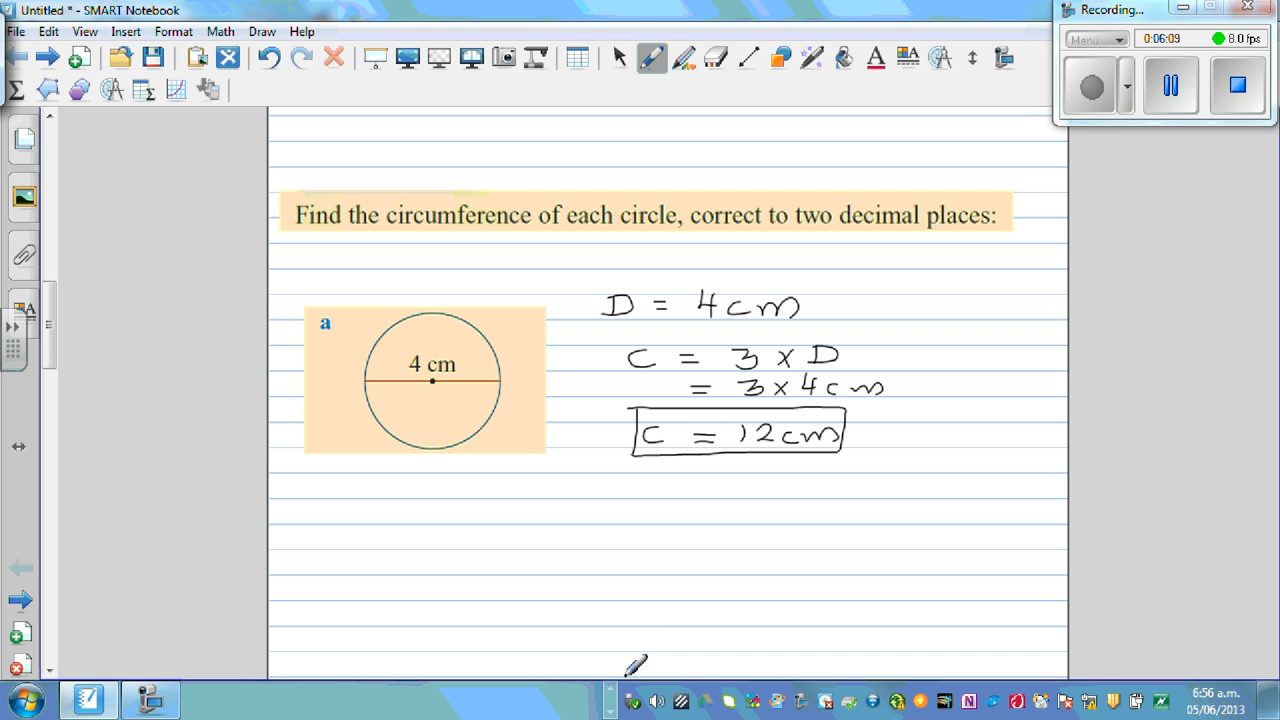 Untitled * - SMART Notebook
File Edit View Insert Format Math Draw Help
Recording...
Menu
0:06:09
8.0 fps
Find the circumference of each circle, correct to two decimal places:
a
4 cm
D = 4cm
C = 3 x D
= 3 x 4cm
C = 12cm
6:56 a.m.
05/06/2013